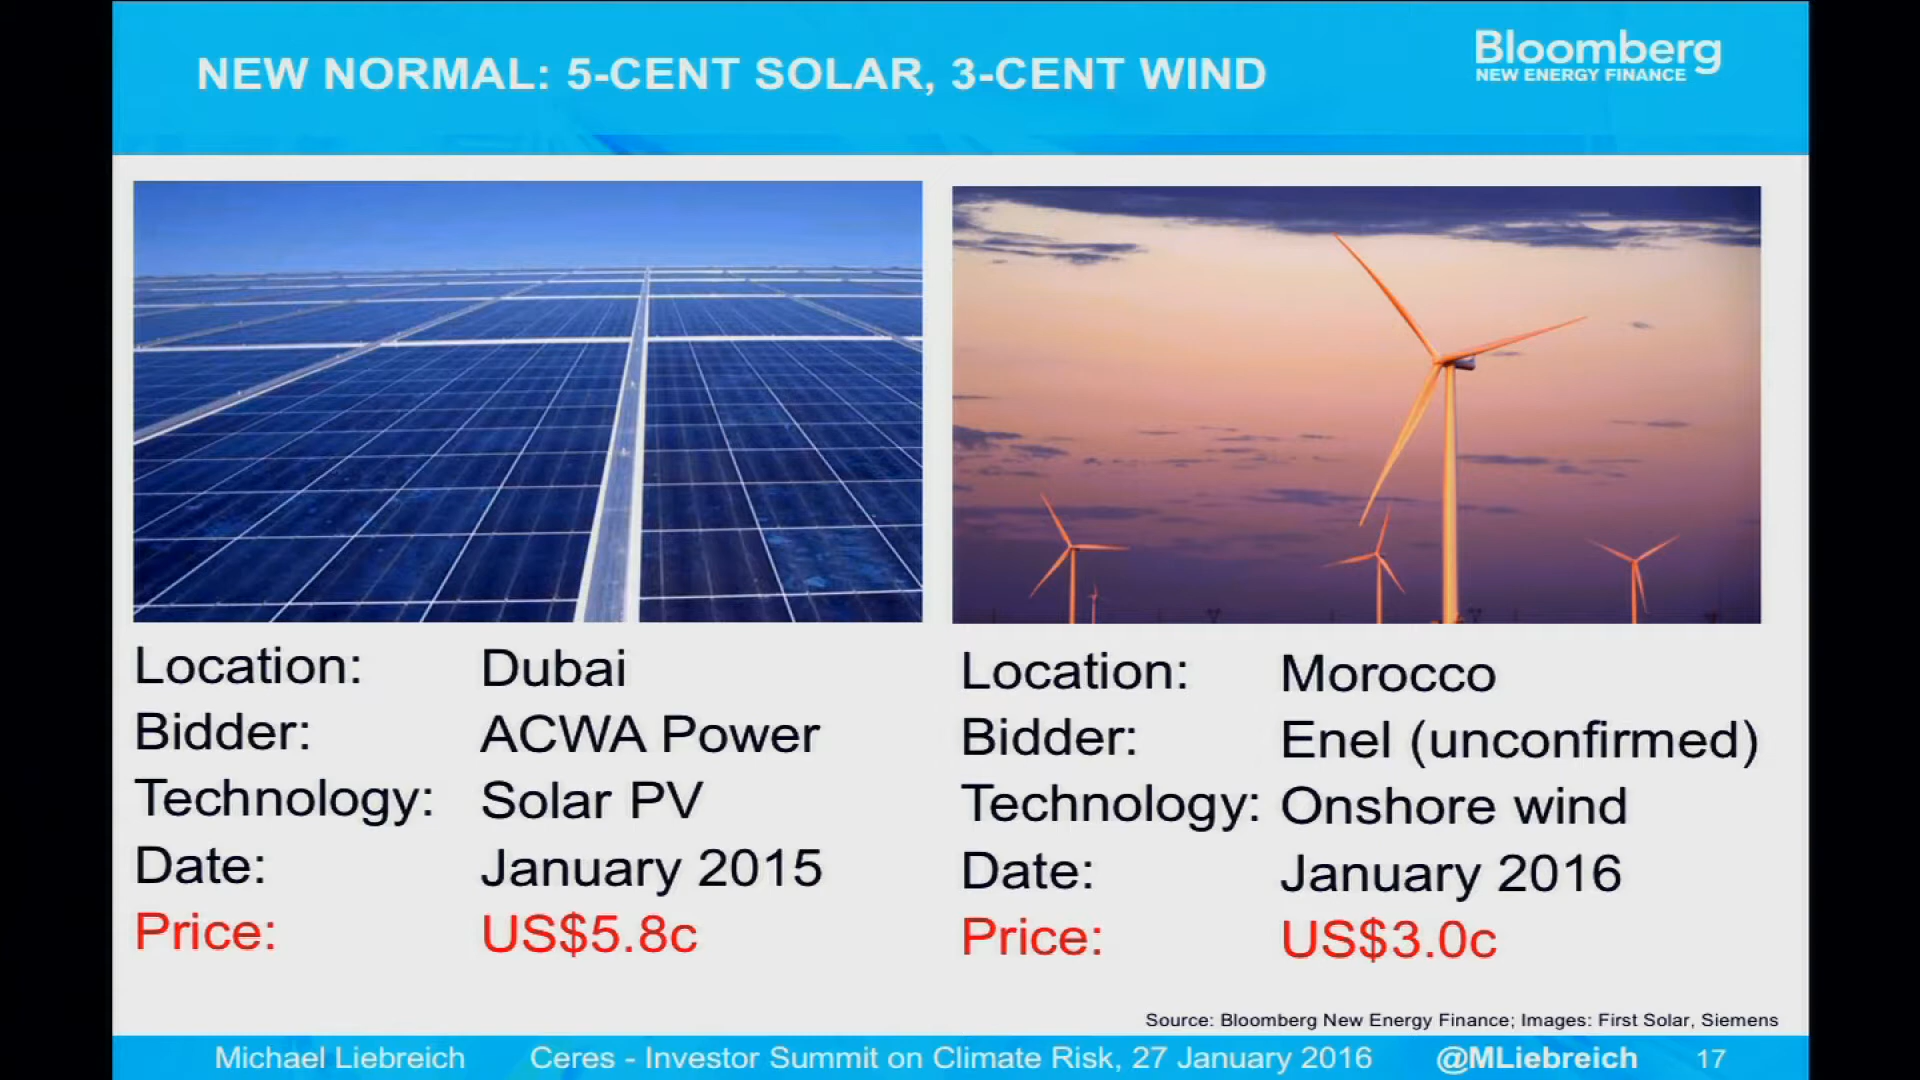 NEW NORMAL: 5-CENT SOLAR, 3-CENT WIND
Bloomberg
NEW ENERGY FINANCE
Location: Dubai
Bidder: ACWA Power
Technology: Solar PV
Date: January 2015
Price: US$5.8c
Location: Morocco
Bidder: Enel (unconfirmed)
Technology: Onshore wind
Date: January 2016
Price: US$3.0c
Source: Bloomberg New Energy Finance; Images: First Solar, Siemens
Michael Liebreich Ceres - Investor Summit on Climate Risk, 27 January 2016 @MLiebreich 17